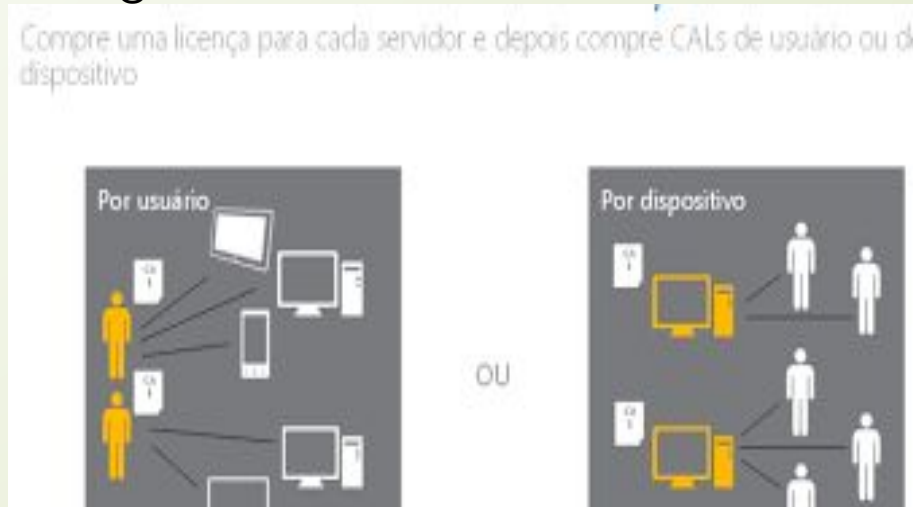 Compre uma licença para cada servidor e depois compre CALs de usuário ou de
dispositivo
Por usuário
Por dispositivo
OU